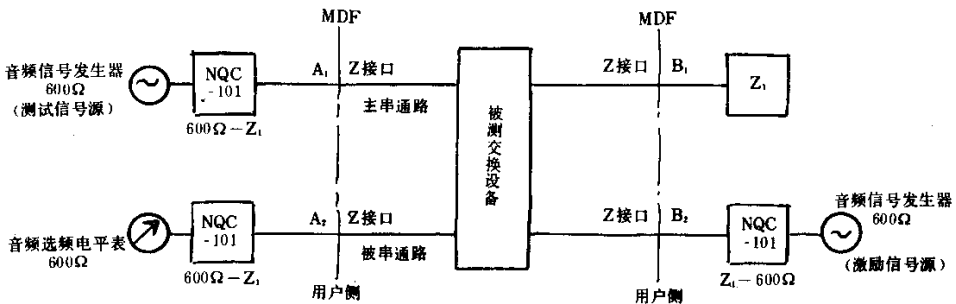 MDF
MDF
音频信号发生器
600Ω
(测试信号源)
NQC
-101
600Ω－Z₁
A₁
Z接口
主串通路
被测交换设备
Z接口
B₁
Z₁
音频选频电平表
600Ω
NQC
-101
600Ω－Z₁
A₂
Z接口
被串通路
用户侧
Z接口
B₂
用户侧
NQC
-101
－600Ω
音频信号发生器
600Ω
(激励信号源)